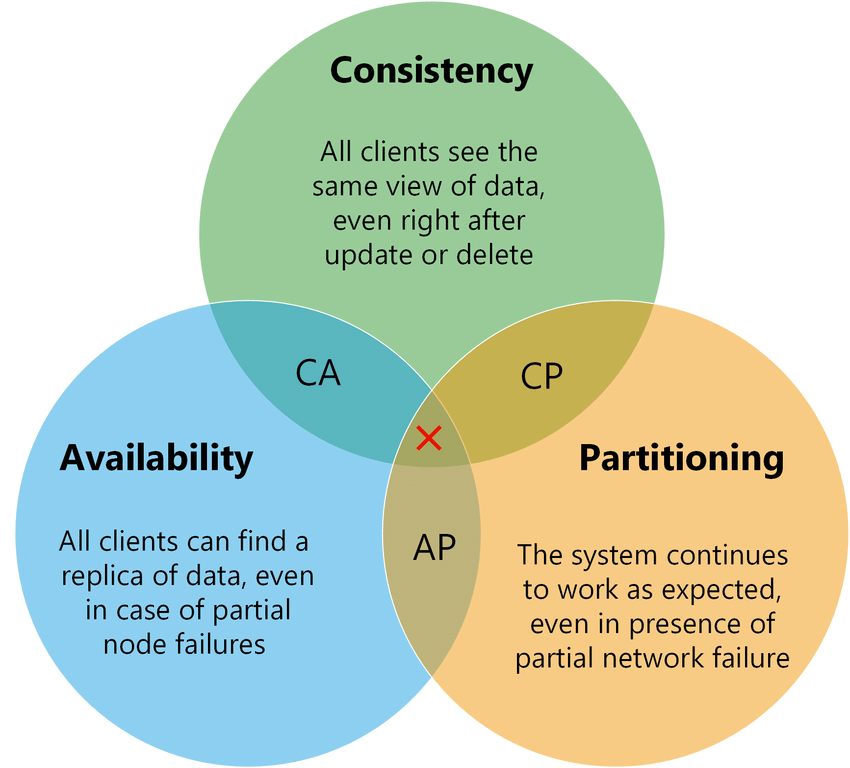 Consistency
All clients see the
same view of data,
even right after
update or delete
CA
CP
Availability
All clients can find a
replica of data, even
in case of partial
node failures
AP
Partitioning
The system continues
to work as expected,
even in presence of
partial network failure